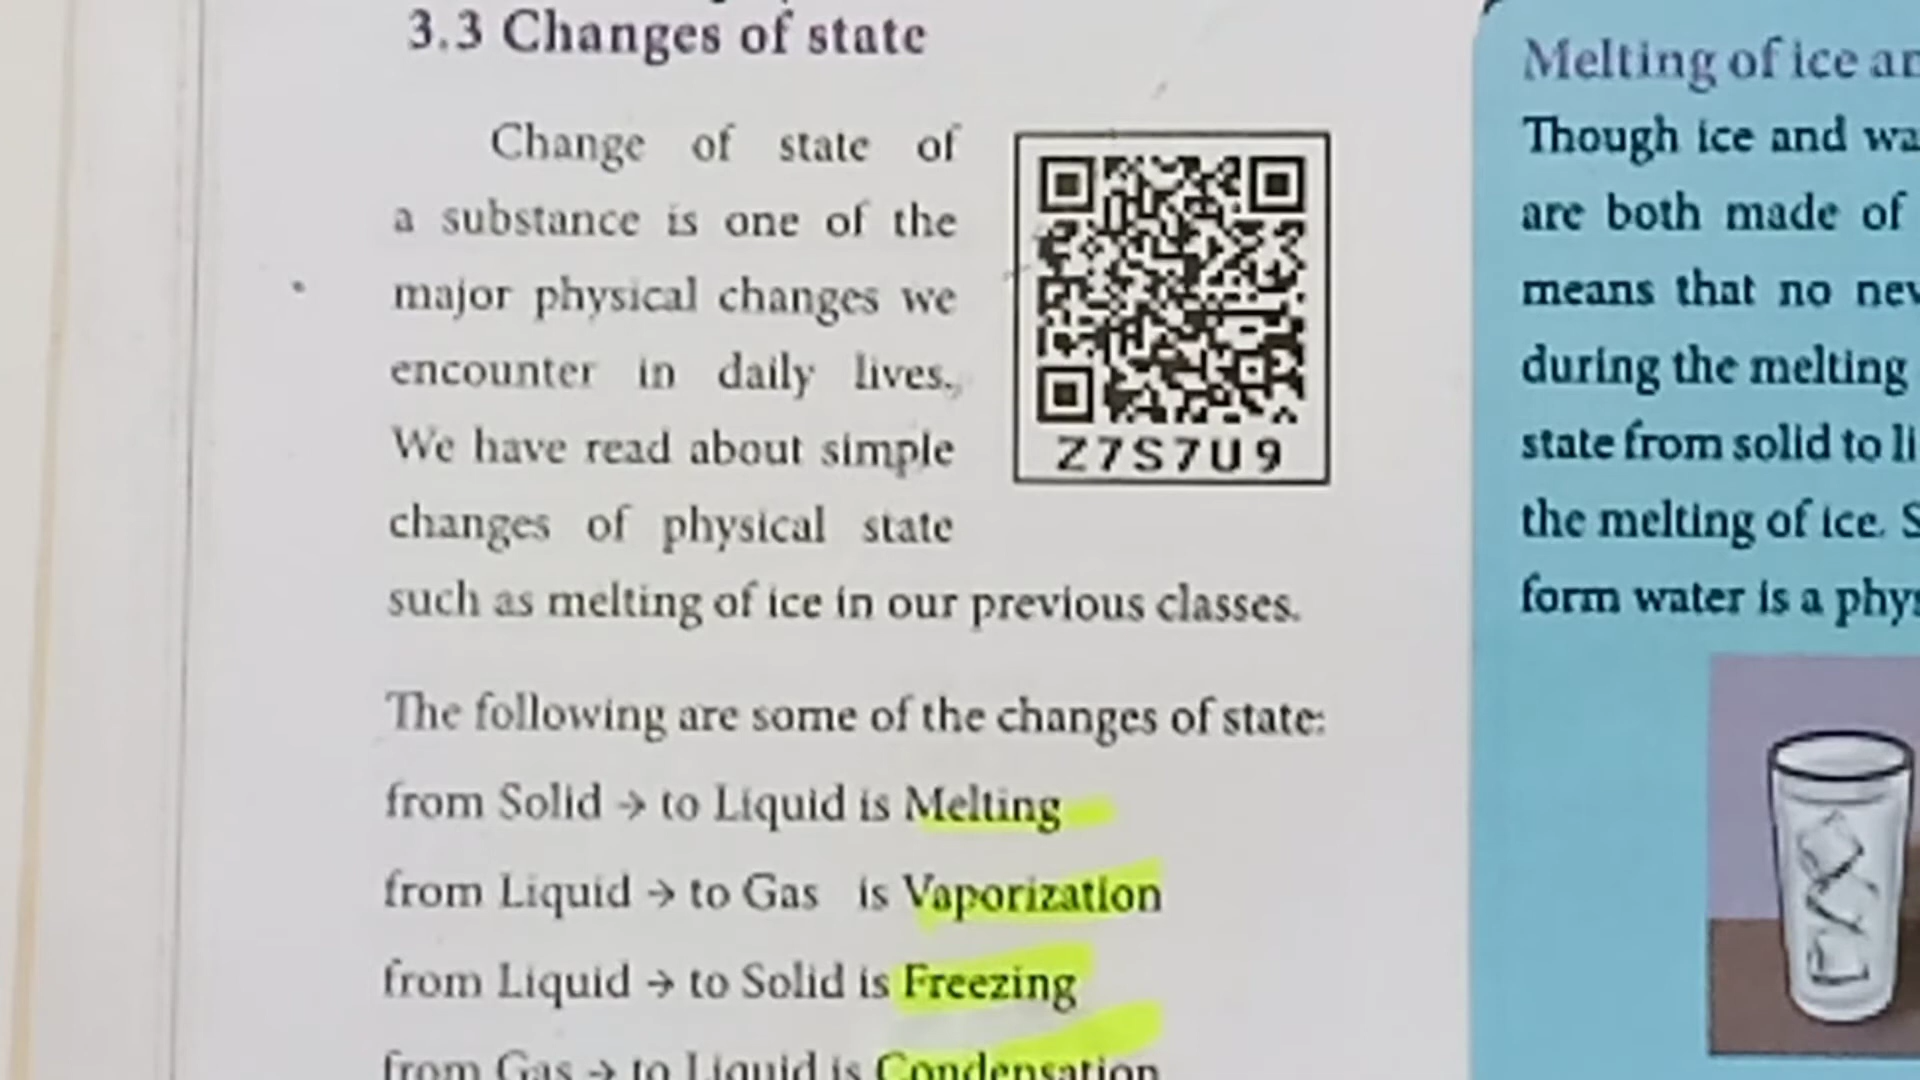 3.3 Changes of state
Change of state of
a substance is one of the
major physical changes we
encounter in daily lives.
We have read about simple
changes of physical state
such as melting of ice in our previous classes.
Z7S7U9
The following are some of the changes of state:
from Solid → to Liquid is Melting
from Liquid → to Gas is Vaporization
from Liquid → to Solid is Freezing
from Gas → to Liquid is Condensation
Melting of ice
Though ice and
are both made of
means that no
during the melting
state from solid to
the melting of ice.
form water is a